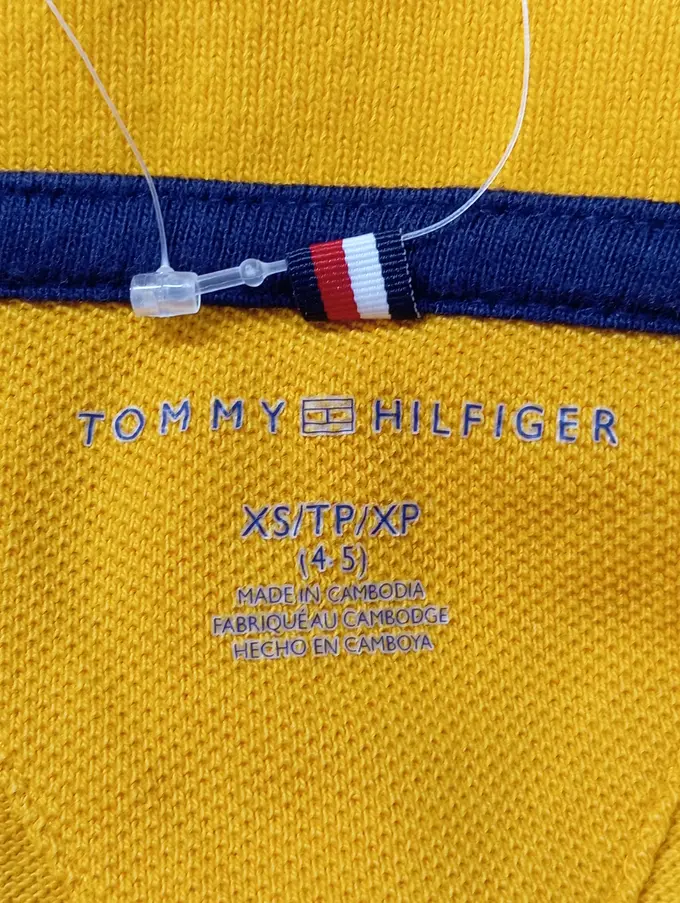 TOMMY HILFIGER
XS/TP/XP
(4-5)
MADE IN CAMBODIA
FABRIQUÉ AU CAMBODGE
HECHO EN CAMBOYA